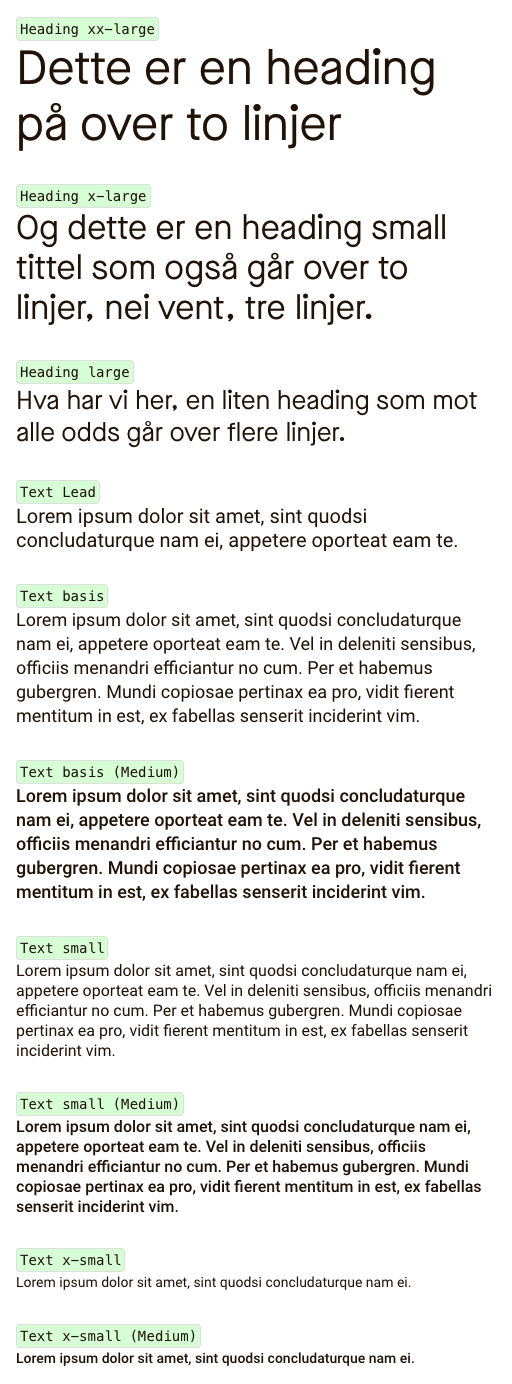 Heading xx-large
Dette er en heading
på over to linjer
Heading x-large
Og dette er en heading small
tittel som også går over to
linjer, nei vent, tre linjer.
Heading large
Hva har vi her, en liten heading som mot
alle odds går over flere linjer.
Text Lead
Lorem ipsum dolor sit amet, sint quodsi
concludaturque nam ei, appetere oporteat eam te.
Text basis
Lorem ipsum dolor sit amet, sint quodsi concludaturque
nam ei, appetere oporteat eam te. Vel in deleniti sensibus,
officiis menandri efficiantur no cum. Per et habemus
gubergren. Mundi copiosae pertinax ea pro, vidit fierent
mentitum in est, ex fabellas senserit inciderint vim.
Text basis (Medium)
Lorem ipsum dolor sit amet, sint quodsi concludaturque
nam ei, appetere oporteat eam te. Vel in deleniti sensibus,
officiis menandri efficiantur no cum. Per et habemus
gubergren. Mundi copiosae pertinax ea pro, vidit fierent
mentitum in est, ex fabellas senserit inciderint vim.
Text small
Lorem ipsum dolor sit amet, sint quodsi concludaturque nam ei,
appetere oporteat eam te. Vel in deleniti sensibus, officiis menandri
efficiantur no cum. Per et habemus gubergren. Mundi copiosae
pertinax ea pro, vidit fierent mentitum in est, ex fabellas senserit
inciderint vim.
Text small (Medium)
Lorem ipsum dolor sit amet, sint quodsi concludaturque nam ei,
appetere oporteat eam te. Vel in deleniti sensibus, officiis
menandri efficiantur no cum. Per et habemus gubergren. Mundi
copiosae pertinax ea pro, vidit fierent mentitum in est, ex fabellas
senserit inciderint vim.
Text x-small
Lorem ipsum dolor sit amet, sint quodsi concludaturque nam ei.
Text x-small (Medium)
Lorem ipsum dolor sit amet, sint quodsi concludaturque nam ei.